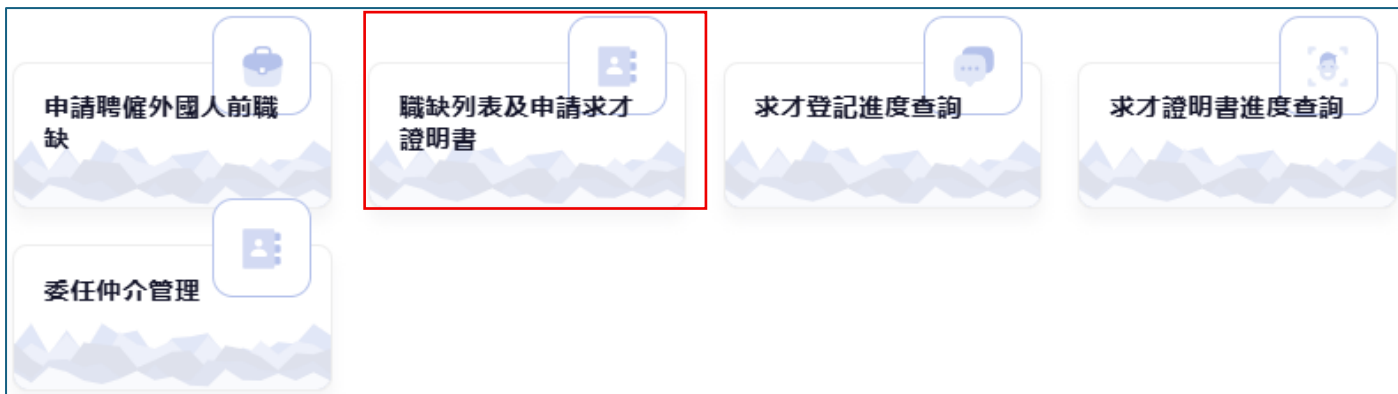 申請聘僱外國人前職
缺
職缺列表及申請求才
證明書
求才登記進度查詢
求才證明書進度查詢
委任仲介管理